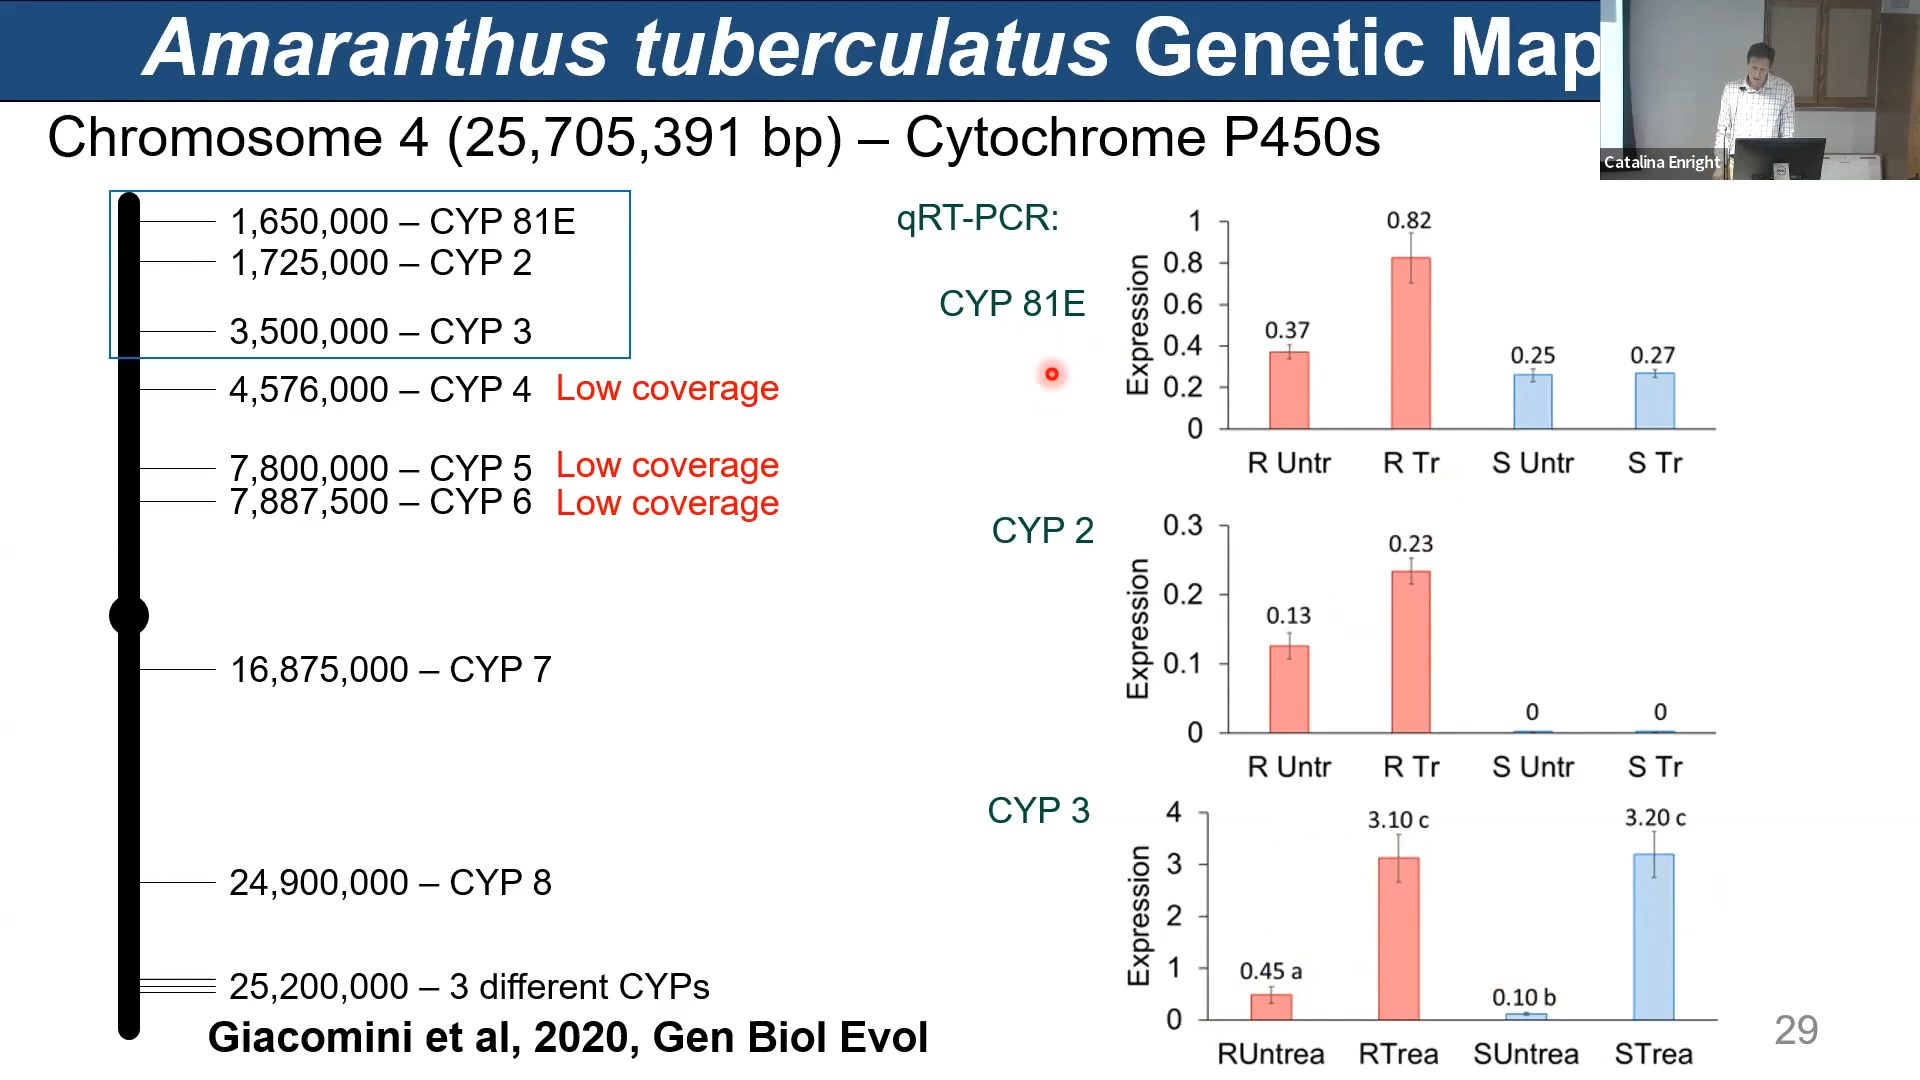 Amaranthus tuberculatus Genetic Map
Catalina Enright
Chromosome 4 (25,705,391 bp) – Cytochrome P450s
1,650,000 – CYP 81E
1,725,000 – CYP 2
3,500,000 – CYP 3
4,576,000 – CYP 4 Low coverage
7,800,000 – CYP 5 Low coverage
7,887,500 – CYP 6 Low coverage
16,875,000 – CYP 7
24,900,000 – CYP 8
25,200,000 – 3 different CYPs
Giacomini et al, 2020, Gen Biol Evol
qRT-PCR:
CYP 81E
Expression
1
0.8
0.6
0.4
0.2
0
0.37
0.82
0.25
0.27
R Untr
R Tr
S Untr
S Tr
CYP 2
Expression
0.3
0.2
0.1
0
0.13
0.23
0
0
R Untr
R Tr
S Untr
S Tr
CYP 3
Expression
4
3
2
1
0
0.45 a
3.10 c
0.10 b
3.20 c
RUntrea
RTrea
SUntrea
STrea
29